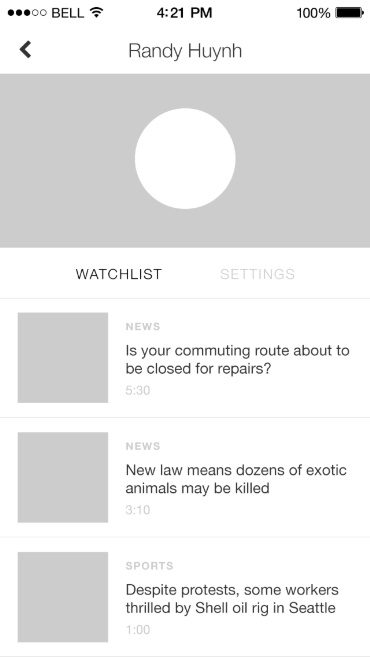 BELL 4:21 PM 100%
Randy Huynh
WATCHLIST SETTINGS
NEWS
Is your commuting route about to
be closed for repairs?
5:30
NEWS
New law means dozens of exotic
animals may be killed
3:10
SPORTS
Despite protests, some workers
thrilled by Shell oil rig in Seattle
1:00